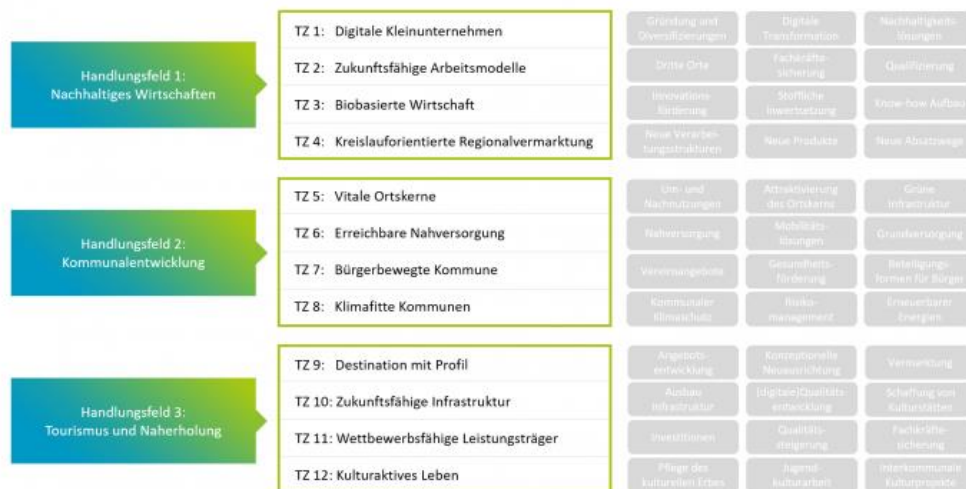 Handlungsfeld 1:
Nachhaltiges Wirtschaften
TZ 1: Digitale Kleinunternehmen
TZ 2: Zukunftsfähige Arbeitsmodelle
TZ 3: Biobasierte Wirtschaft
TZ 4: Kreislauforientierte Regionalvermarktung
Gründung und
Diversifizierungen
Digitale
Transformation
Nachhaltigkeits-
lösungen
Dritte Orte
Fachkräfte-
sicherung
Qualifizierung
Innovations-
förderung
Stoffliche
Inwertsetzung
Know-how Aufbau
Neue Verarbei-
tungsstrukturen
Neue Produkte
Neue Absatzwege
Handlungsfeld 2:
Kommunalentwicklung
TZ 5: Vitale Ortskerne
TZ 6: Erreichbare Nahversorgung
TZ 7: Bürgerbewegte Kommune
TZ 8: Klimafitte Kommunen
Um- und
Nachnutzungen
Attraktivierung
des Ortskerns
Grüne
Infrastruktur
Nahversorgung
Mobilitäts-
lösungen
Grundversorgung
Vereinsangebote
Gesundheits-
förderung
Beteiligungs-
formen für Bürger
Kommunaler
Klimaschutz
Risiko-
management
Erneuerbarer
Energien
Handlungsfeld 3:
Tourismus und Naherholung
TZ 9: Destination mit Profil
TZ 10: Zukunftsfähige Infrastruktur
TZ 11: Wettbewerbsfähige Leistungsträger
TZ 12: Kulturaktives Leben
Angebots-
entwicklung
Konzeptionelle
Neuausrichtung
Vermarktung
Ausbau
Infrastruktur
(digitale)Qualitäts-
entwicklung
Schaffung von
Kulturstätten
Investitionen
Qualitäts-
steigerung
Fachkräfte-
sicherung
Pflege des
kulturellen Erbes
Jugend-
kulturarbeit
Interkommunale
Kulturprojekte